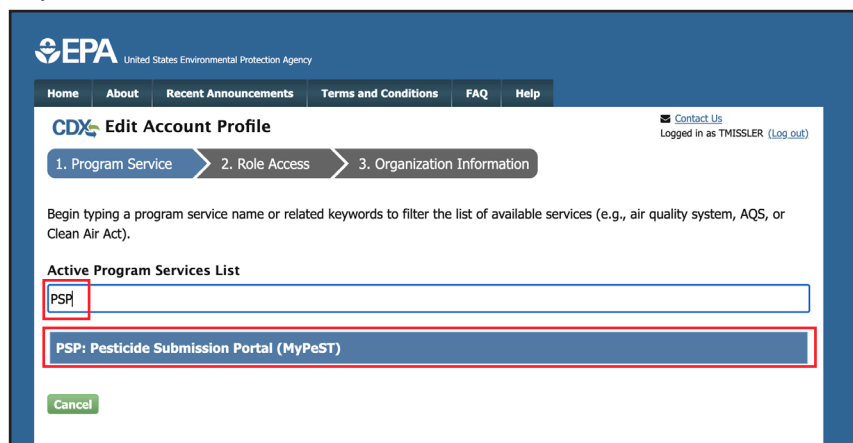 EPA United States Environmental Protection Agency
Home About Recent Announcements Terms and Conditions FAQ Help
CDX Edit Account Profile
Contact Us
Logged in as TMISSLER (Log out)
1. Program Service 2. Role Access 3. Organization Information
Begin typing a program service name or related keywords to filter the list of available services (e.g., air quality system, AQS, or
Clean Air Act).
Active Program Services List
PSP
PSP: Pesticide Submission Portal (MyPeST)
Cancel